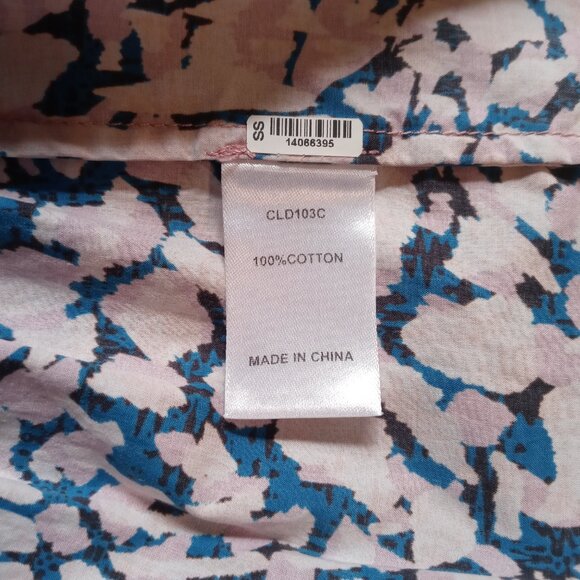 SS
14066395
CLD103C
100%COTTON
MADE IN CHINA